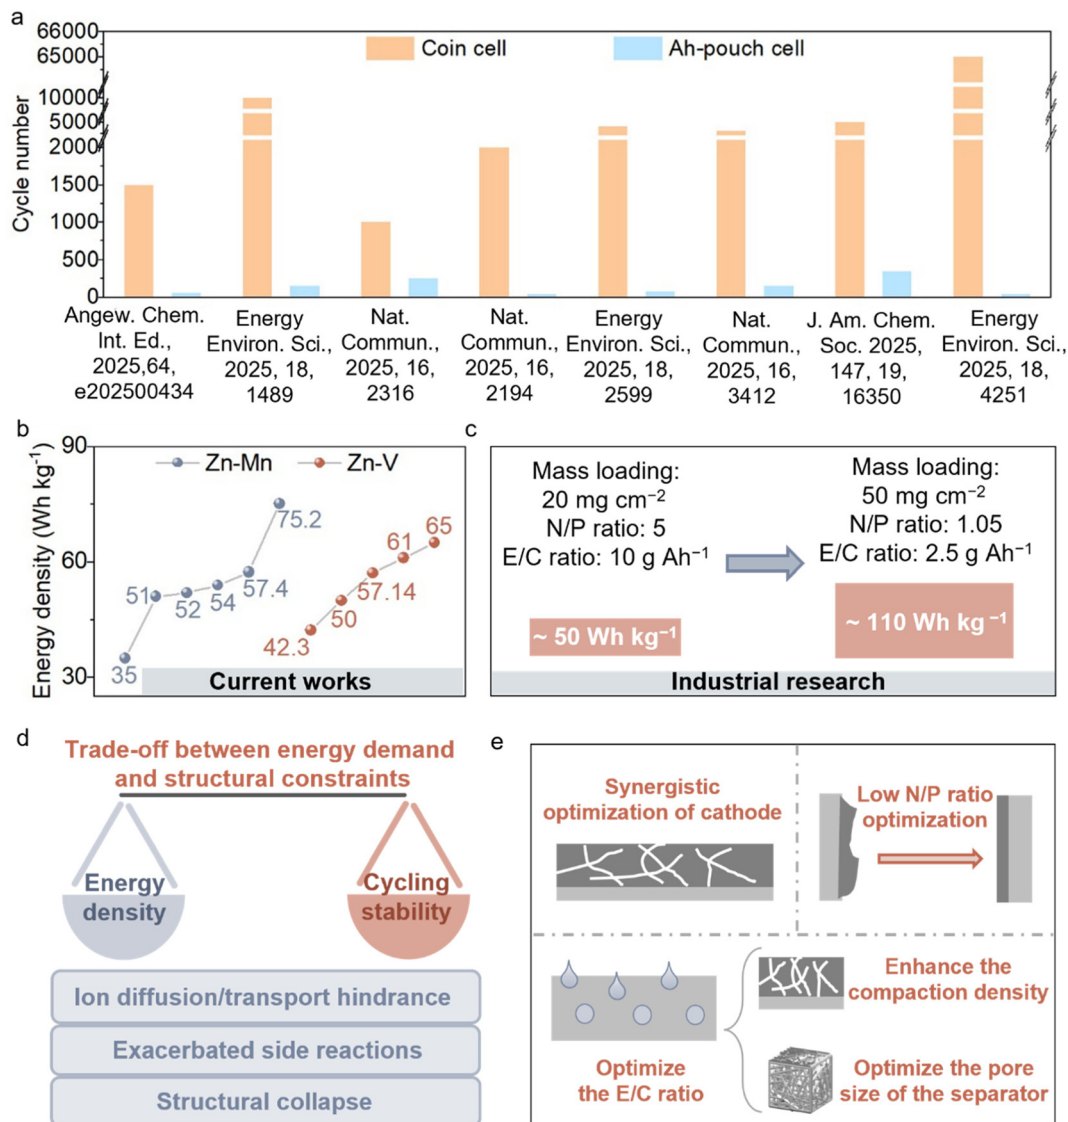 a
66000
65000
10000
5000
2000
1500
1000
500
0
Cycle number
Coin cell
Ah-pouch cell
Angew. Chem.
Int. Ed.,
2025,64,
e202500434
Energy
Environ. Sci.,
2025, 18,
1489
Nat.
Commun.,
2025, 16,
2316
Nat.
Commun.,
2025, 16,
2194
Energy
Environ. Sci.,
2025, 18,
2599
Nat.
Commun.,
2025, 16,
3412
J. Am. Chem.
Soc. 2025,
147, 19,
16350
Energy
Environ. Sci.,
2025, 18,
4251
b
Energy density (Wh kg⁻¹)
90
60
30
Zn-Mn
Zn-V
35
51
52
54
57.4
75.2
42.3
50
57.14
61
65
Current works
c
Mass loading:
20 mg cm⁻²
N/P ratio: 5
E/C ratio: 10 g Ah⁻¹
~ 50 Wh kg⁻¹
Mass loading:
50 mg cm⁻²
N/P ratio: 1.05
E/C ratio: 2.5 g Ah⁻¹
~ 110 Wh kg⁻¹
Industrial research
d
Trade-off between energy demand
and structural constraints
Energy
density
Cycling
stability
Ion diffusion/transport hindrance
Exacerbated side reactions
Structural collapse
e
Synergistic
optimization of cathode
Low N/P ratio
optimization
Optimize
the E/C ratio
Enhance the
compaction density
Optimize the pore
size of the separator